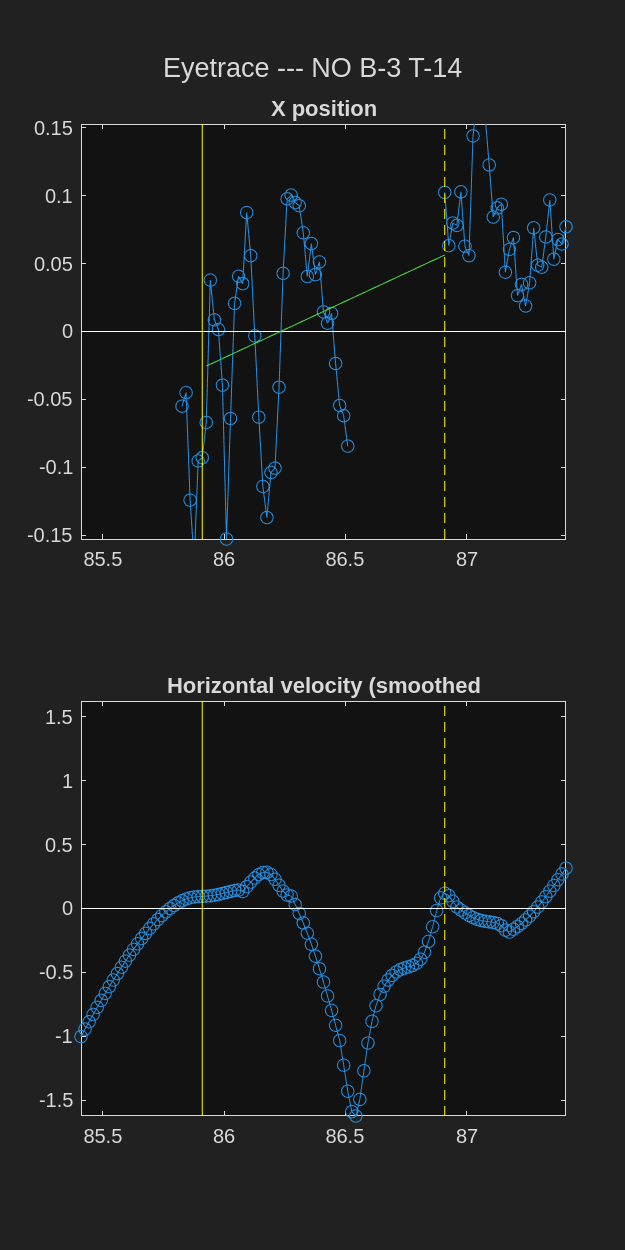 Eyetrace --- NO B-3 T-14
X position
0.15
0.1
0.05
0
-0.05
-0.1
-0.15
85.5 86 86.5 87
Horizontal velocity (smoothed
1.5
1
0.5
0
-0.5
-1
-1.5
85.5 86 86.5 87